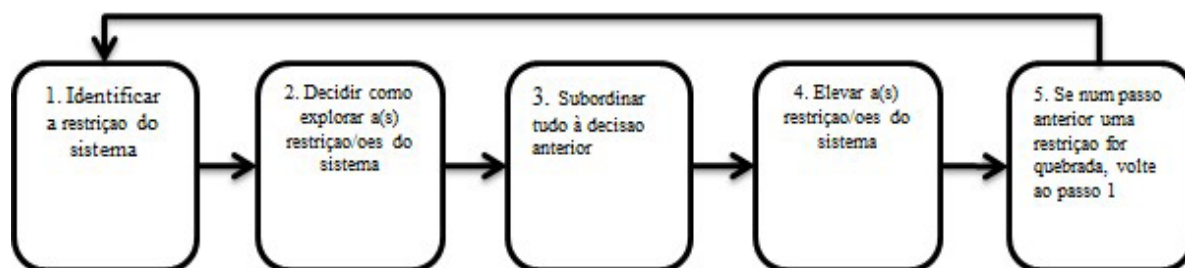 1. Identificar
a restriçao do
sistema
2. Decidir como
explorar a(s)
restriçao/oes do
sistema
3. Subordinar
tudo à decisao
anterior
4. Elevar a(s)
restriçao/oes do
sistema
5. Se num passo
anterior uma
restriçao for
quebrada, volte
ao passo 1